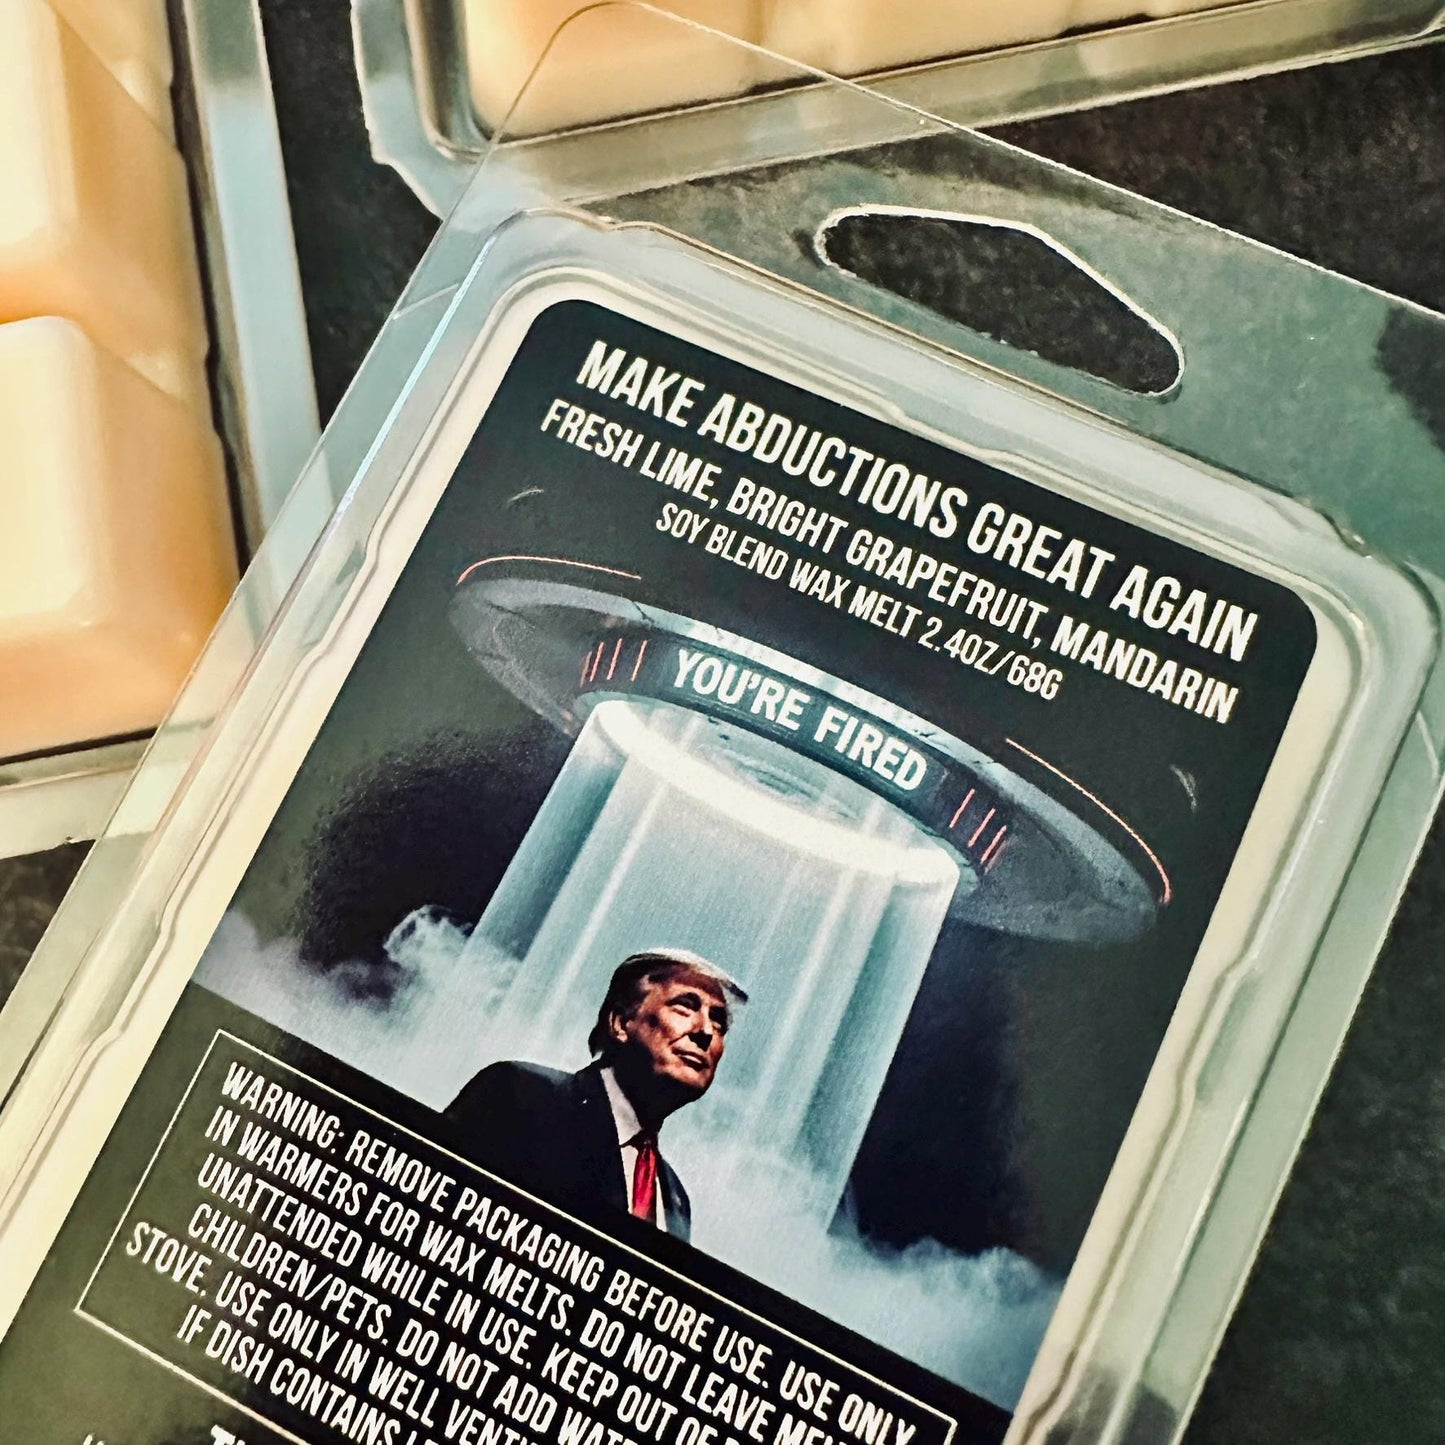 MAKE ABDUCTIONS GREAT AGAIN
FRESH LIME, BRIGHT GRAPEFRUIT, MANDARIN
SOY BLEND WAX MELT 2.4OZ/68G
YOU'RE FIRED
WARNING: REMOVE PACKAGING BEFORE USE. USE ONLY
IN WARMERS FOR WAX MELTS. DO NOT LEAVE
UNATTENDED WHILE IN USE. KEEP OUT OF
CHILDREN/PETS. DO NOT ADD
STOVE. USE ONLY IN WELL
IF DISH CONTAINS